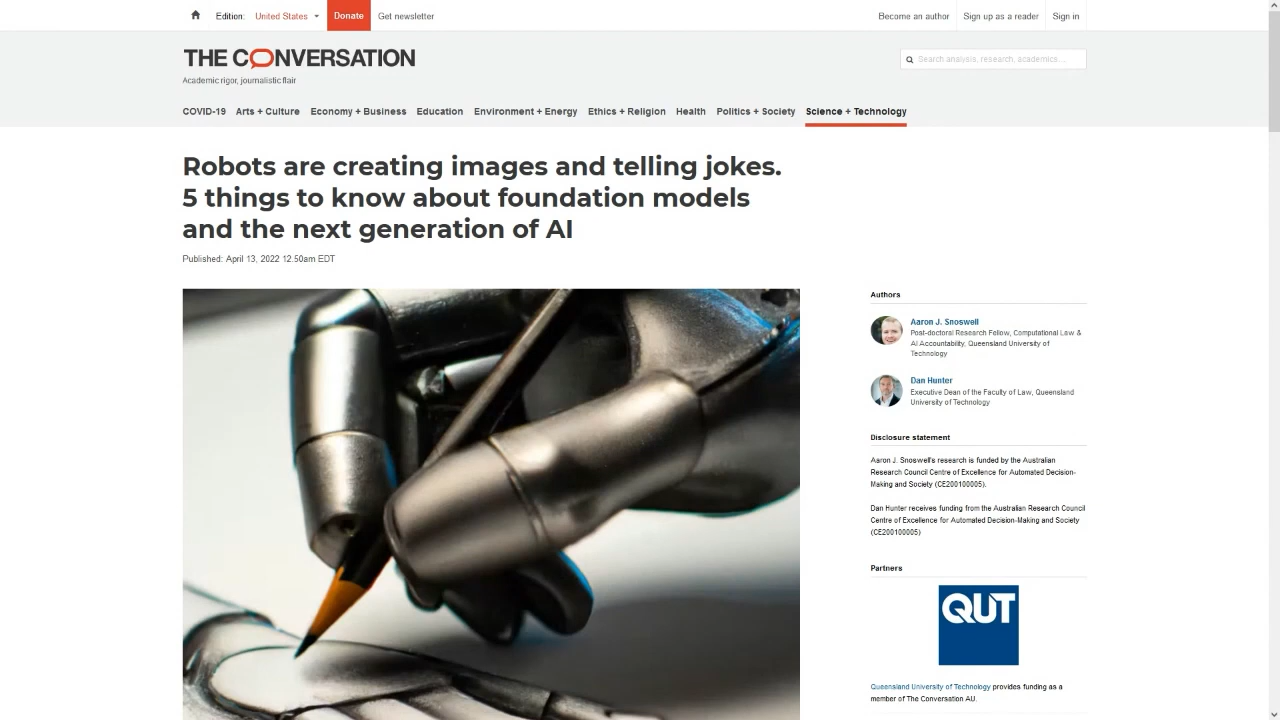 Edition: United States Donate Get newsletter Become an author Sign up as a reader Sign in
THE CONVERSATION
Academic rigor, journalistic flair
Search analysis, research, academics…
COVID-19 Arts + Culture Economy + Business Education Environment + Energy Ethics + Religion Health Politics + Society Science + Technology
Robots are creating images and telling jokes.
5 things to know about foundation models
and the next generation of AI
Published: April 13, 2022 12.50am EDT
Authors
Aaron J. Snoswell
Post-doctoral Research Fellow, Computational Law &
AI Accountability, Queensland University of
Technology
Dan Hunter
Executive Dean of the Faculty of Law, Queensland
University of Technology
Disclosure statement
Aaron J. Snoswell's research is funded by the Australian
Research Council Centre of Excellence for Automated Decision-
Making and Society (CE200100005).
Dan Hunter receives funding from the Australian Research Council
Centre of Excellence for Automated Decision-Making and Society
(CE200100005)
Partners
QUT
Queensland University of Technology provides funding as a
member of The Conversation AU.